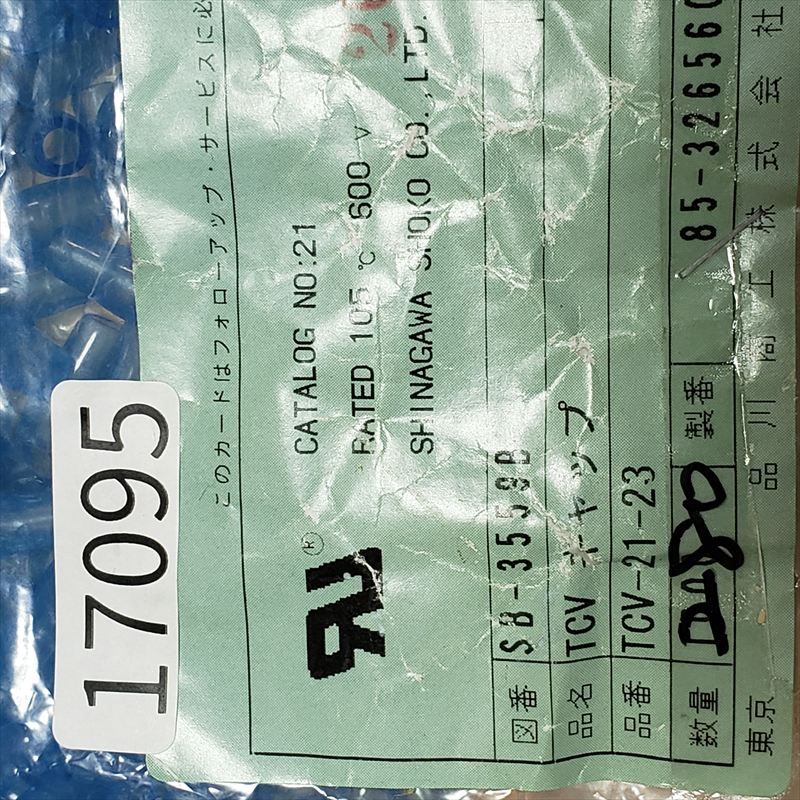 17095
このカードはフォローアップ・サービスに必
CATALOG NO:21
RATED 105 ℃ 600 V
SHINAGAWA SHOKO CO.,LTD.
図番 SB-3559B
品名 TCV キャップ
品番 TCV-21-23
数量 製番 85-326560
東京 品川商工株式会社